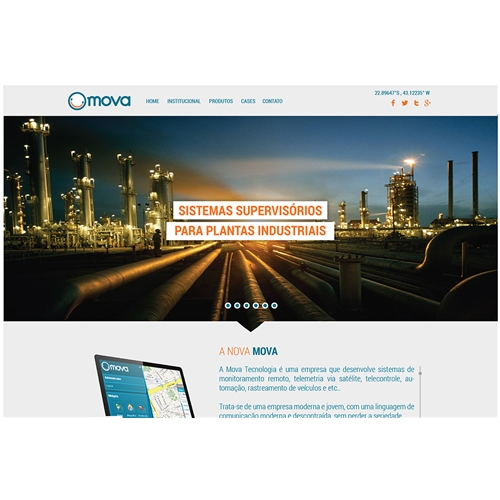 mova
HOME INSTITUCIONAL PRODUTOS CASES CONTATO
22.89647°S , 43.12235° W
SISTEMAS SUPERVISÓRIOS
PARA PLANTAS INDUSTRIAIS
A NOVA MOVA
A Mova Tecnologia é uma empresa que desenvolve sistemas de
monitoramento remoto, telemetria via satélite, telecontrole, au-
tomação, rastreamento de veículos e etc..
Trata-se de uma empresa moderna e jovem, com uma linguagem de
comunicação moderna e descontraída, sem perder a seriedade
mova